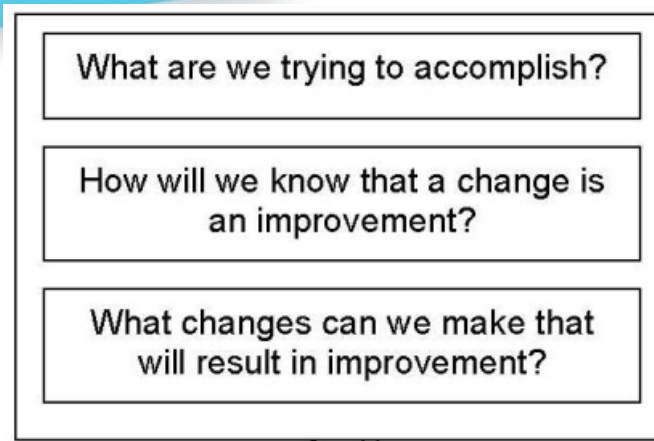 What are we trying to accomplish?
How will we know that a change is
an improvement?
What changes can we make that
will result in improvement?